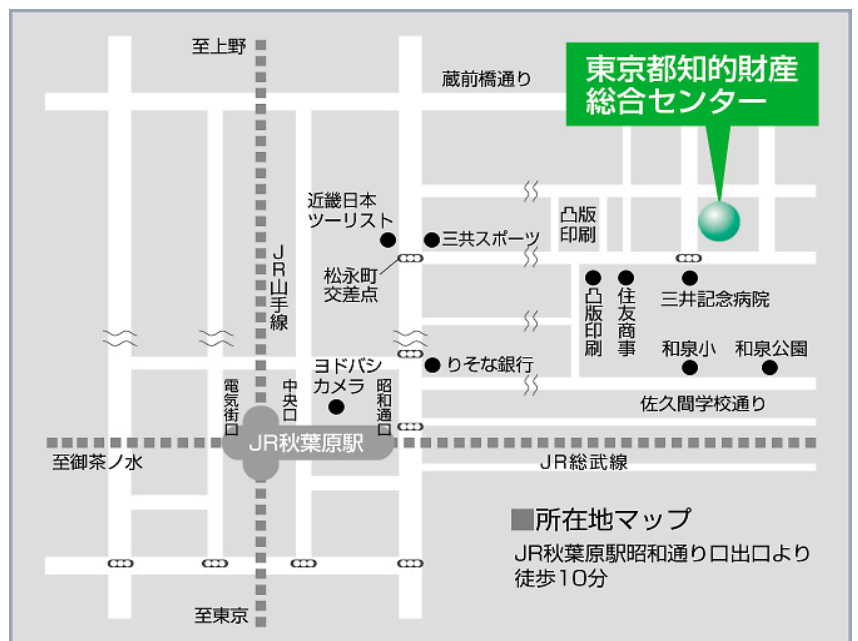 至上野
蔵前橋通り
東京都知的財産
総合センター
近畿日本
ツーリスト
三共スポーツ
凸版
印刷
JR山手線
松永町
交差点
凸版印刷
住友商事
三井記念病院
ヨドバシ
カメラ
りそな銀行
和泉小
和泉公園
電気街口
中央口
昭和通口
佐久間学校通り
JR秋葉原駅
至御茶ノ水
JR総武線
所在地マップ
JR秋葉原駅昭和通り口出口より
徒歩10分
至東京